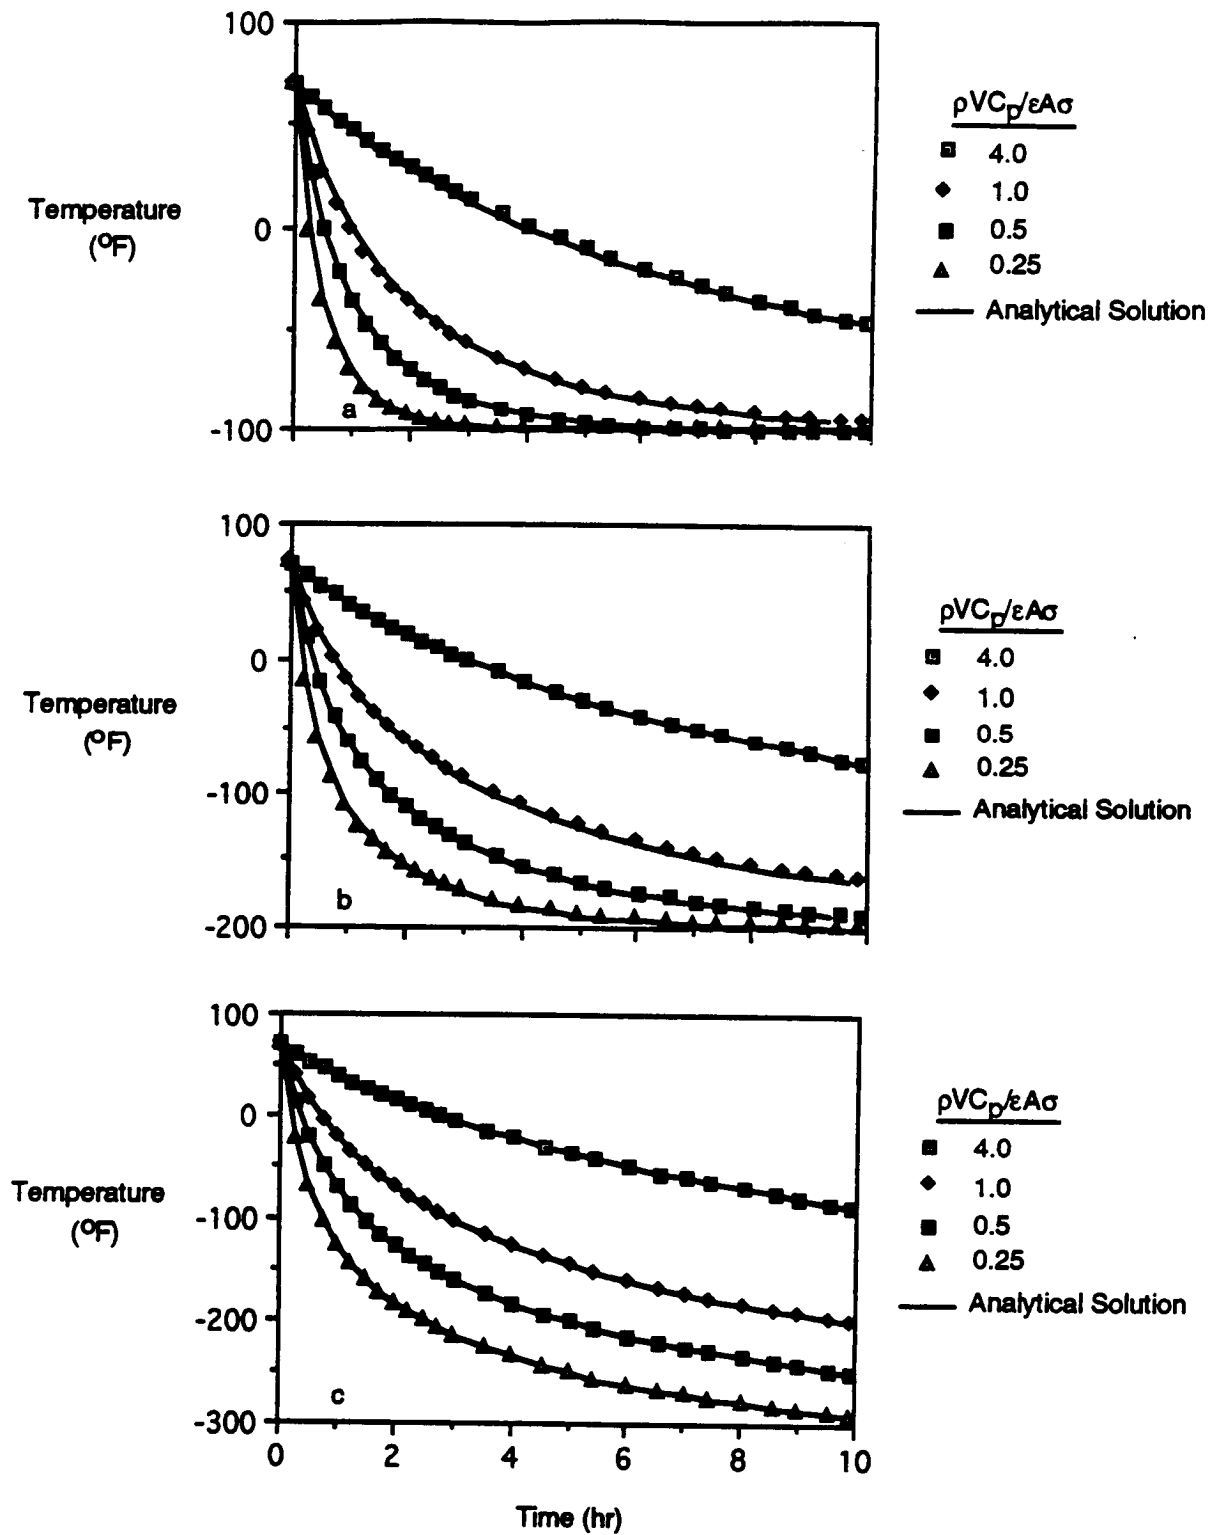 100
0
-100
Temperature
(°F)
a
ρVCp/εAσ
4.0
1.0
0.5
0.25
Analytical Solution
100
0
-100
-200
Temperature
(°F)
b
ρVCp/εAσ
4.0
1.0
0.5
0.25
Analytical Solution
100
0
-100
-200
-300
Temperature
(°F)
c
ρVCp/εAσ
4.0
1.0
0.5
0.25
Analytical Solution
0 2 4 6 8 10
Time (hr)